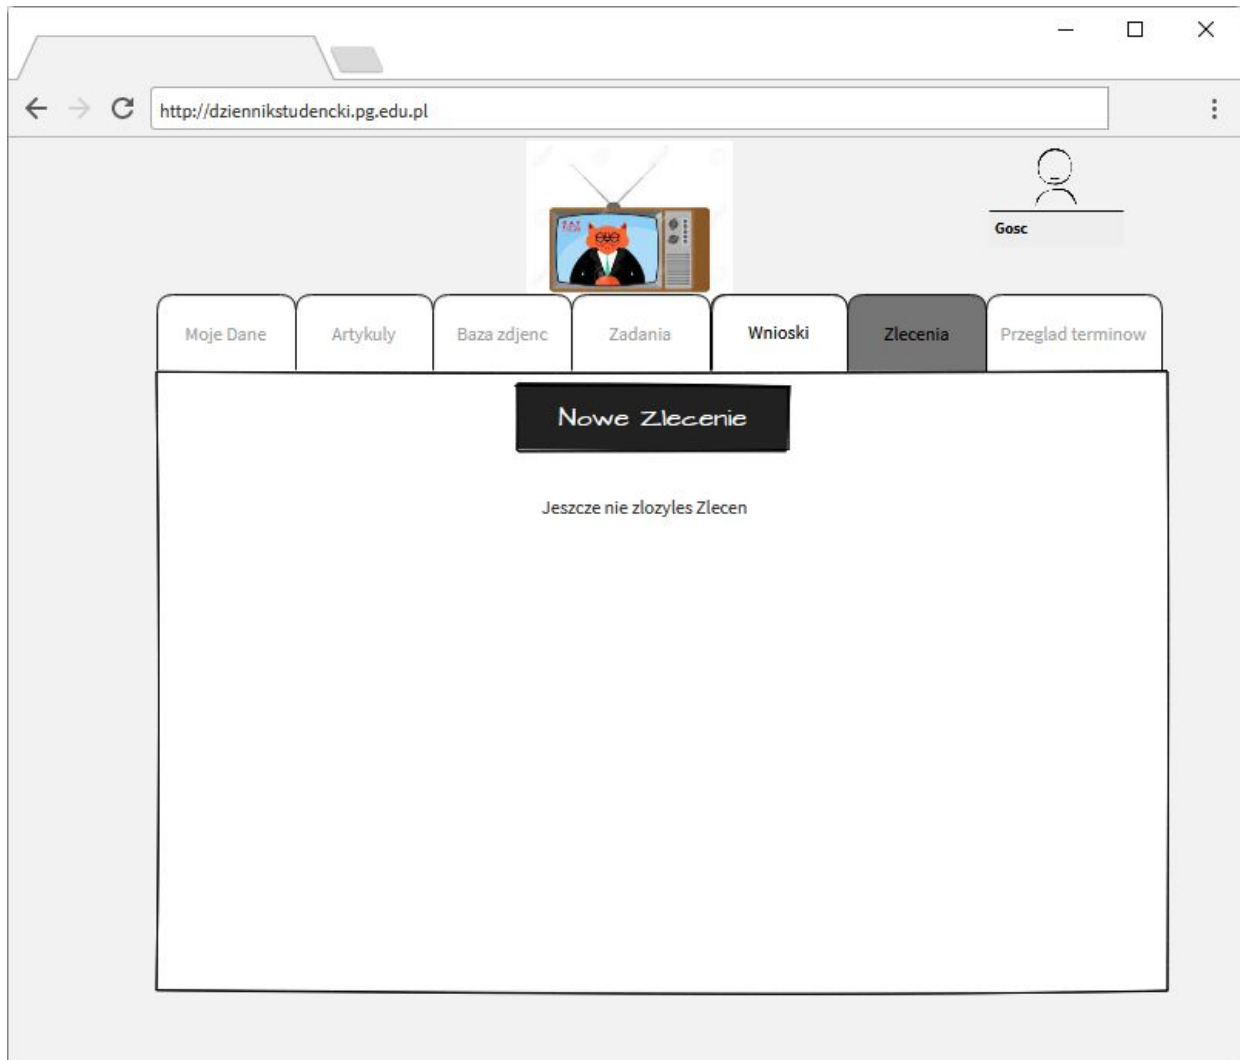 http://dziennikstudencki.pg.edu.pl
Gosc
Moje Dane
Artykuly
Baza zdjenc
Zadania
Wnioski
Zlecenia
Przeglad terminow
Nowe Zlecenie
Jeszcze nie zlozyles Zlecen